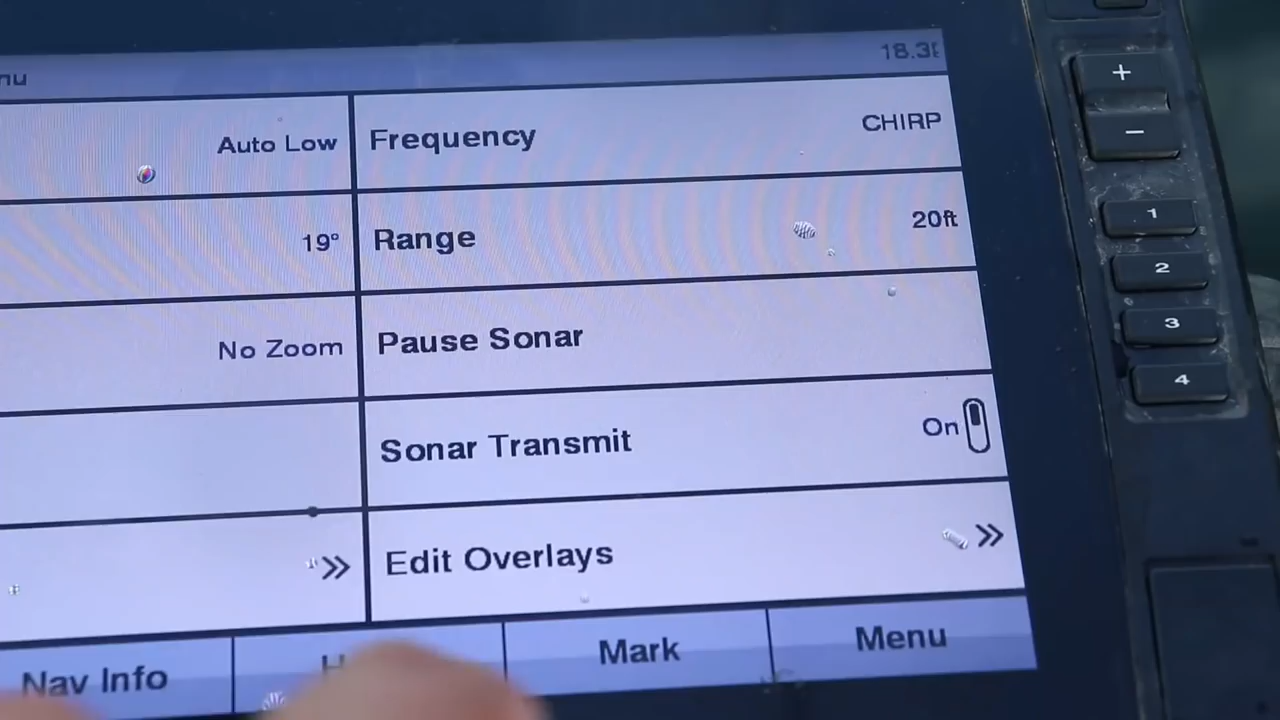 18.3
Auto Low
Frequency
CHIRP
19°
Range
20ft
No Zoom
Pause Sonar
Sonar Transmit
On
»
Edit Overlays
»
Nav Info
Mark
Menu
+
−
1
2
3
4